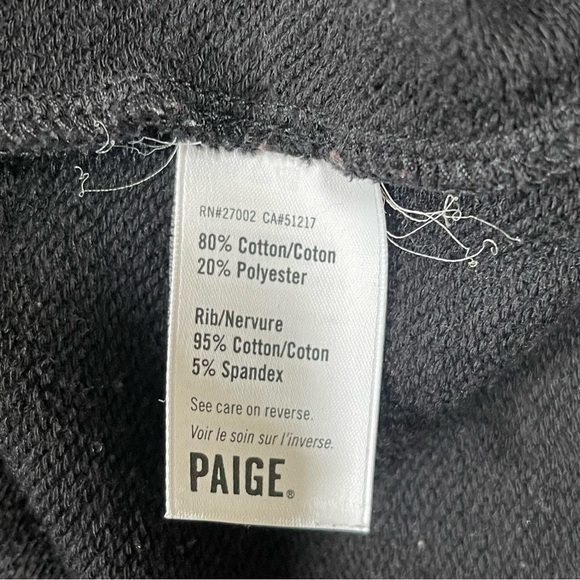 RN#27002 CA#51217
80% Cotton/Coton
20% Polyester
Rib/Nervure
95% Cotton/Coton
5% Spandex
See care on reverse.
Voir le soin sur l'inverse.
PAIGE®